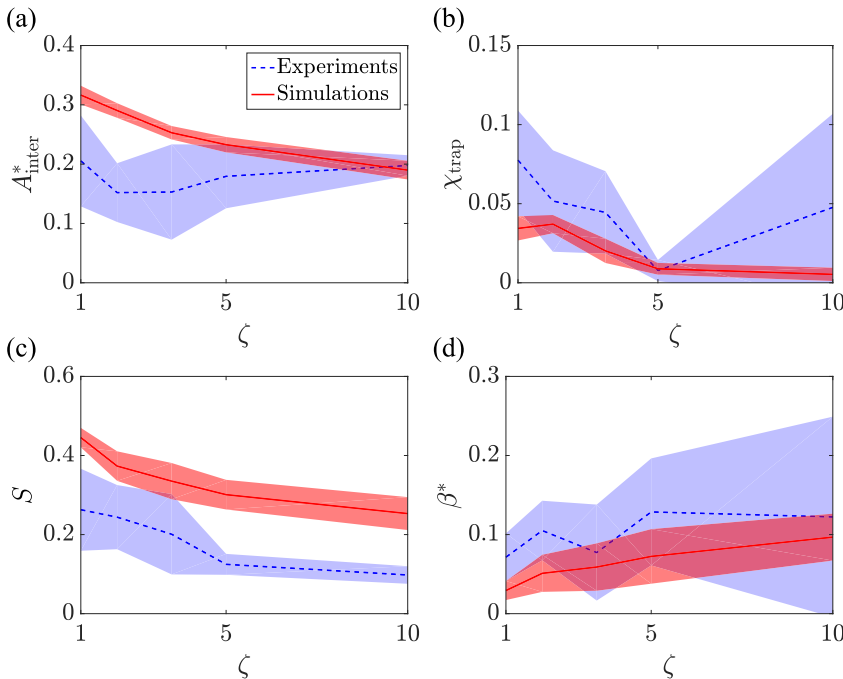 (a)
0.4
0.3
0.2
0.1
0
A*inter
1
5
10
ζ
Experiments
Simulations
(b)
0.15
0.1
0.05
0
χtrap
1
5
10
ζ
(c)
0.6
0.4
0.2
0
S
1
5
10
ζ
(d)
0.3
0.2
0.1
0
β*
1
5
10
ζ